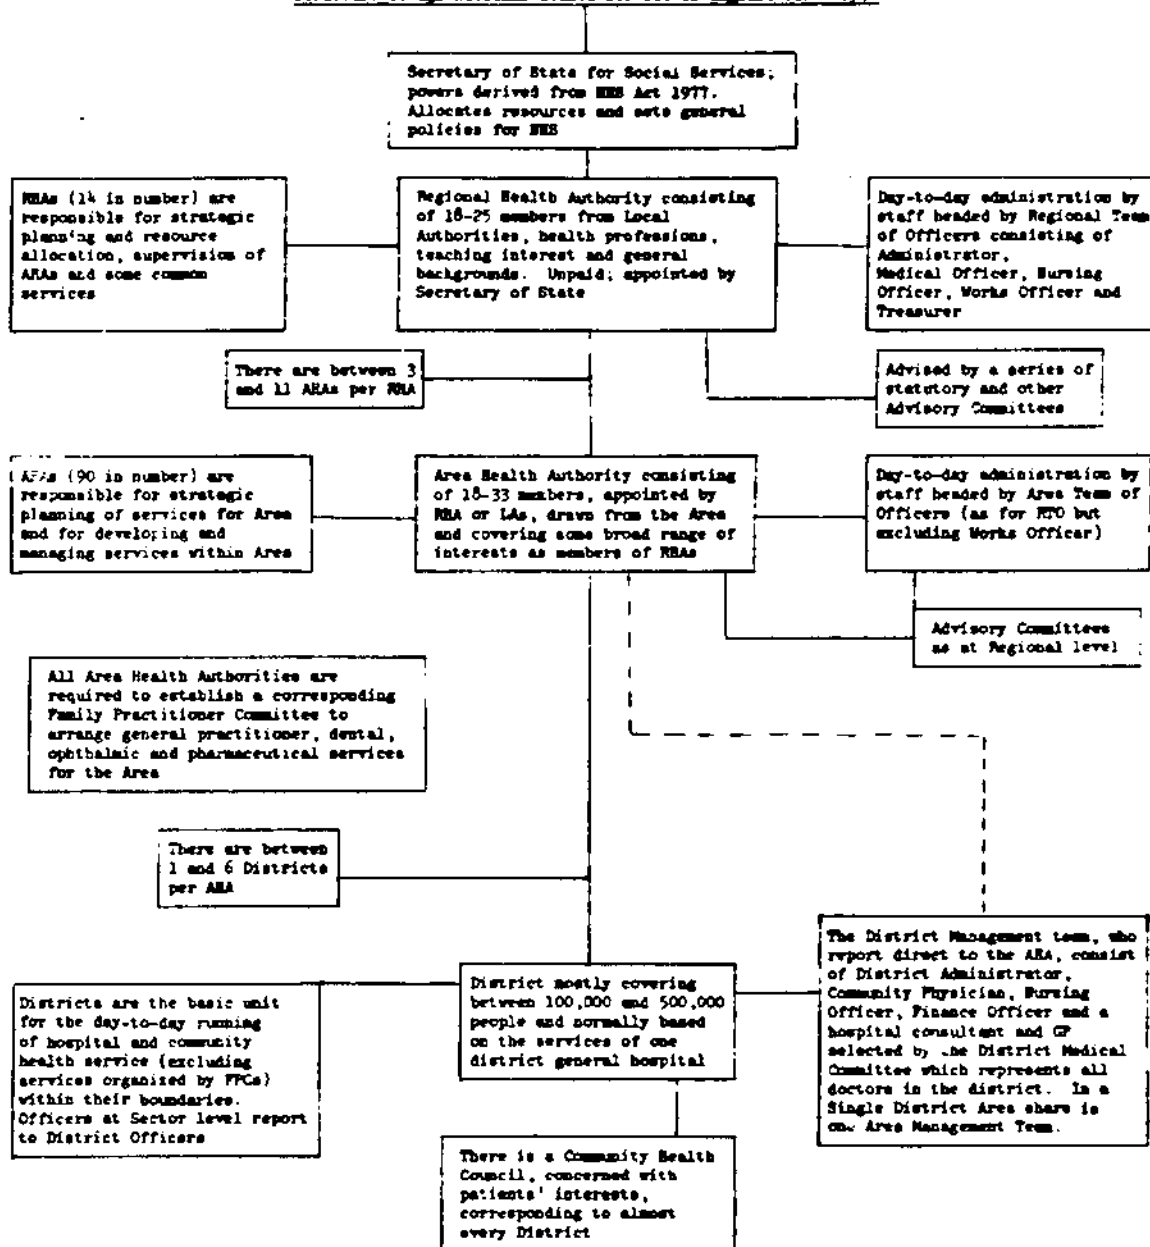 Secretary of State for Social Services;
powers derived from NHS Act 1977.
Allocates resources and sets general
policies for NHS
RHAs (14 in number) are
responsible for strategic
planning and resource
allocation, supervision of
AHAs and some common
services
Regional Health Authority consisting
of 18-25 members from Local
Authorities, health professions,
teaching interest and general
backgrounds. Unpaid; appointed by
Secretary of State
Day-to-day administration by
staff headed by Regional Team
of Officers consisting of
Administrator,
Medical Officer, Nursing
Officer, Works Officer and
Treasurer
There are between 3
and 11 AHAs per RHA
Advised by a series of
statutory and other
Advisory Committees
AHAs (90 in number) are
responsible for strategic
planning of services for Area
and for developing and
managing services within Area
Area Health Authority consisting
of 18-33 members, appointed by
RHA or LAs, drawn from the Area
and covering some broad range of
interests as members of RHAs
Day-to-day administration by
staff headed by Area Team of
Officers (as for RTO but
excluding Works Officer)
Advisory Committees
as at Regional level
All Area Health Authorities are
required to establish a corresponding
Family Practitioner Committee to
arrange general practitioner, dental,
ophthalmic and pharmaceutical services
for the Area
There are between
1 and 6 Districts
per AHA
Districts are the basic unit
for the day-to-day running
of hospital and community
health service (excluding
services organized by FPCs)
within their boundaries.
Officers at Sector level report
to District Officers
District mostly covering
between 100,000 and 500,000
people and normally based
on the services of one
district general hospital
The District Management team, who
report direct to the AHA, consist
of District Administrator,
Community Physician, Nursing
Officer, Finance Officer and a
hospital consultant and GP
selected by the District Medical
Committee which represents all
doctors in the district. In a
Single District Area share is
one Area Management Team.
There is a Community Health
Council, concerned with
patients' interests,
corresponding to almost
every District